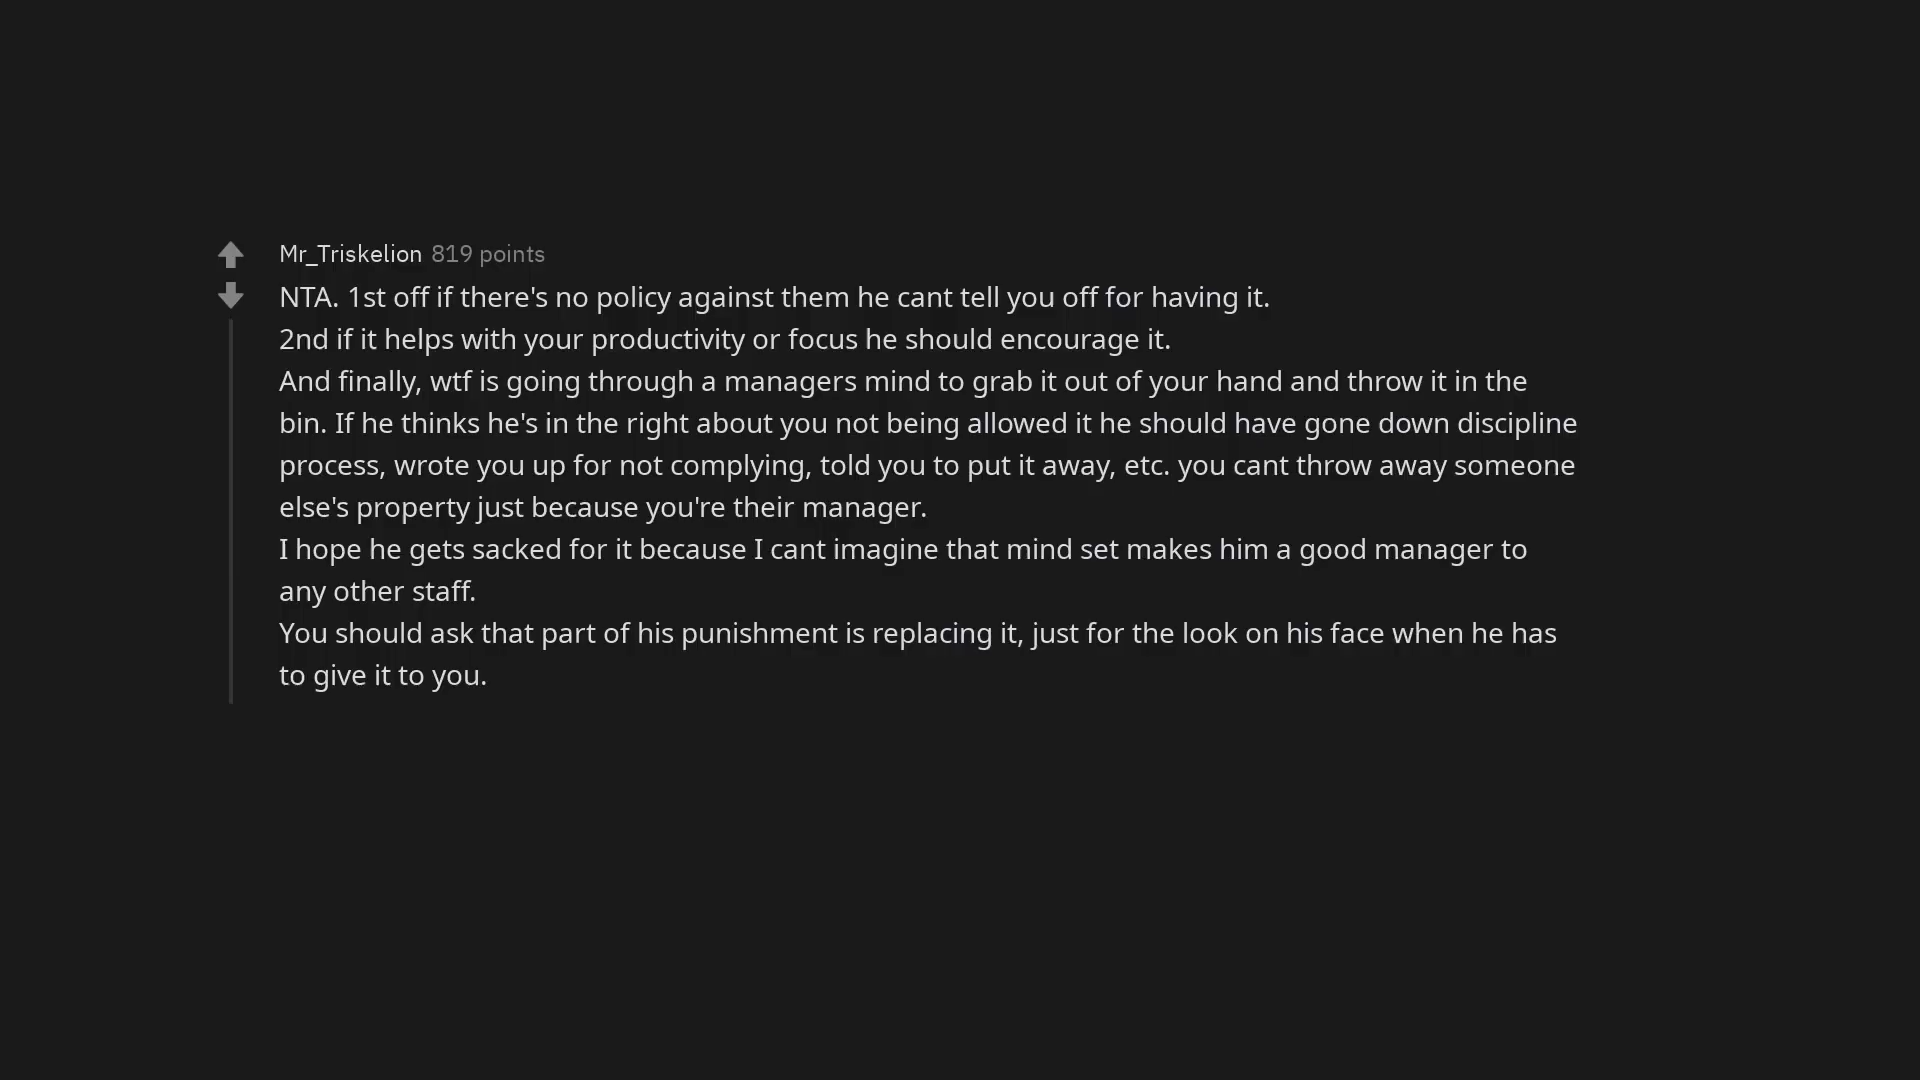 Mr_Triskelion 819 points
NTA. 1st off if there's no policy against them he cant tell you off for having it.
2nd if it helps with your productivity or focus he should encourage it.
And finally, wtf is going through a managers mind to grab it out of your hand and throw it in the
bin. If he thinks he's in the right about you not being allowed it he should have gone down discipline
process, wrote you up for not complying, told you to put it away, etc. you cant throw away someone
else's property just because you're their manager.
I hope he gets sacked for it because I cant imagine that mind set makes him a good manager to
any other staff.
You should ask that part of his punishment is replacing it, just for the look on his face when he has
to give it to you.